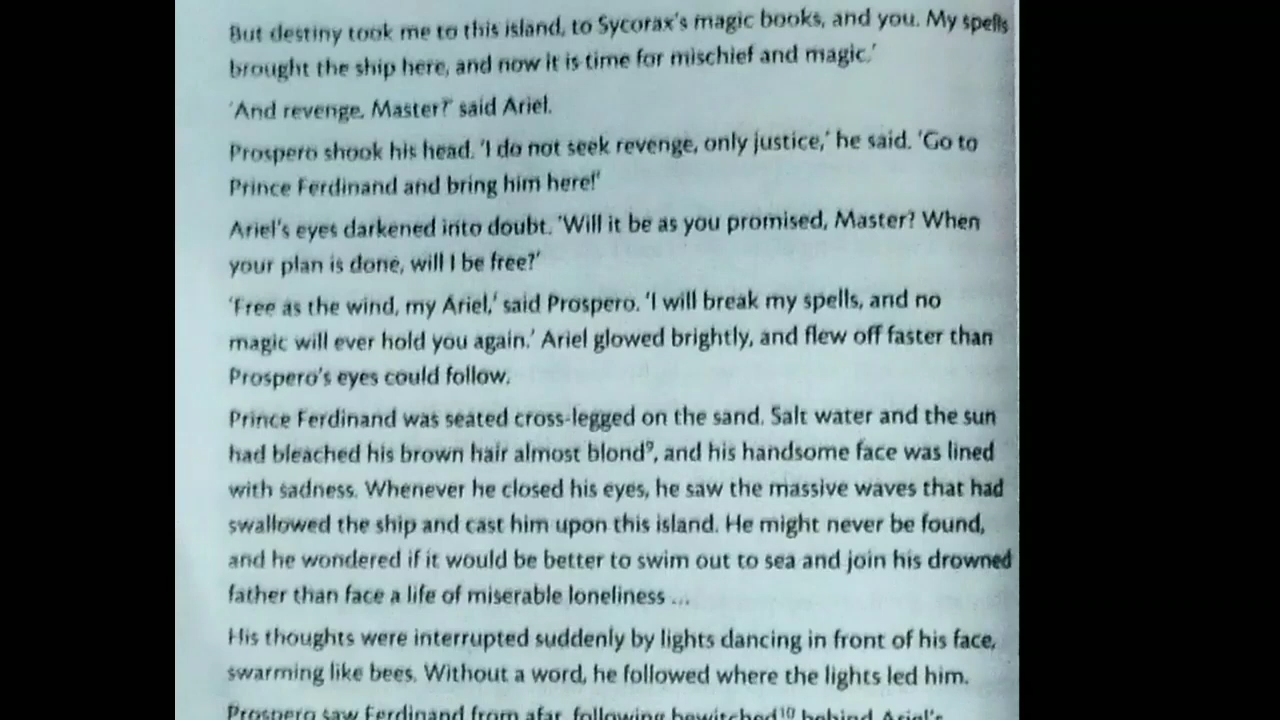 But destiny took me to this island, to Sycorax's magic books, and you. My spells
brought the ship here, and now it is time for mischief and magic.'
'And revenge, Master?' said Ariel.
Prospero shook his head. 'I do not seek revenge, only justice,' he said. 'Go to
Prince Ferdinand and bring him here!'
Ariel's eyes darkened into doubt. 'Will it be as you promised, Master? When
your plan is done, will I be free?'
'Free as the wind, my Ariel,' said Prospero. 'I will break my spells, and no
magic will ever hold you again.' Ariel glowed brightly, and flew off faster than
Prospero's eyes could follow.
Prince Ferdinand was seated cross-legged on the sand. Salt water and the sun
had bleached his brown hair almost blond⁹, and his handsome face was lined
with sadness. Whenever he closed his eyes, he saw the massive waves that had
swallowed the ship and cast him upon this island. He might never be found,
and he wondered if it would be better to swim out to sea and join his drowned
father than face a life of miserable loneliness ...
His thoughts were interrupted suddenly by lights dancing in front of his face,
swarming like bees. Without a word, he followed where the lights led him.
Prospero saw Ferdinand from afar, following bewitched¹⁰ behind Ariel's